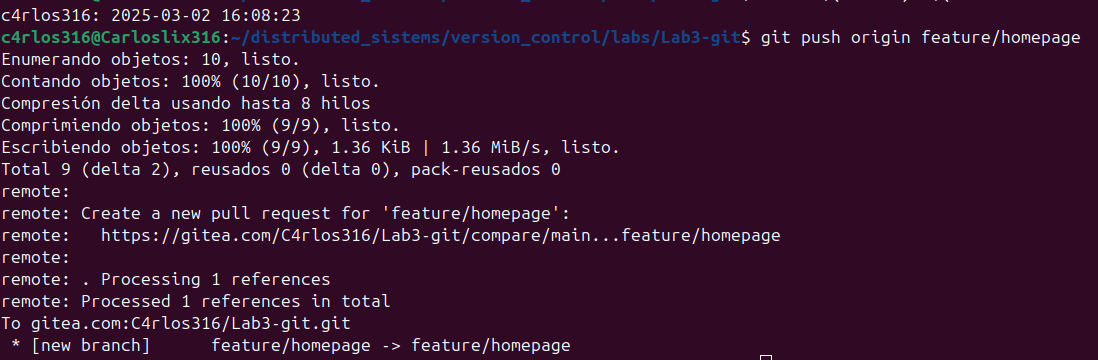 c4rlos316: 2025-03-02 16:08:23
c4rlos316@Carloslix316:~/distributed_sistems/version_control/labs/Lab3-git$ git push origin feature/homepage
Enumerando objetos: 10, listo.
Contando objetos: 100% (10/10), listo.
Compresión delta usando hasta 8 hilos
Comprimiendo objetos: 100% (9/9), listo.
Escribiendo objetos: 100% (9/9), 1.36 KiB | 1.36 MiB/s, listo.
Total 9 (delta 2), reusados 0 (delta 0), pack-reusados 0
remote:
remote: Create a new pull request for 'feature/homepage':
remote:   https://gitea.com/C4rlos316/Lab3-git/compare/main...feature/homepage
remote:
remote: . Processing 1 references
remote: Processed 1 references in total
To gitea.com:C4rlos316/Lab3-git.git
 * [new branch]      feature/homepage -> feature/homepage